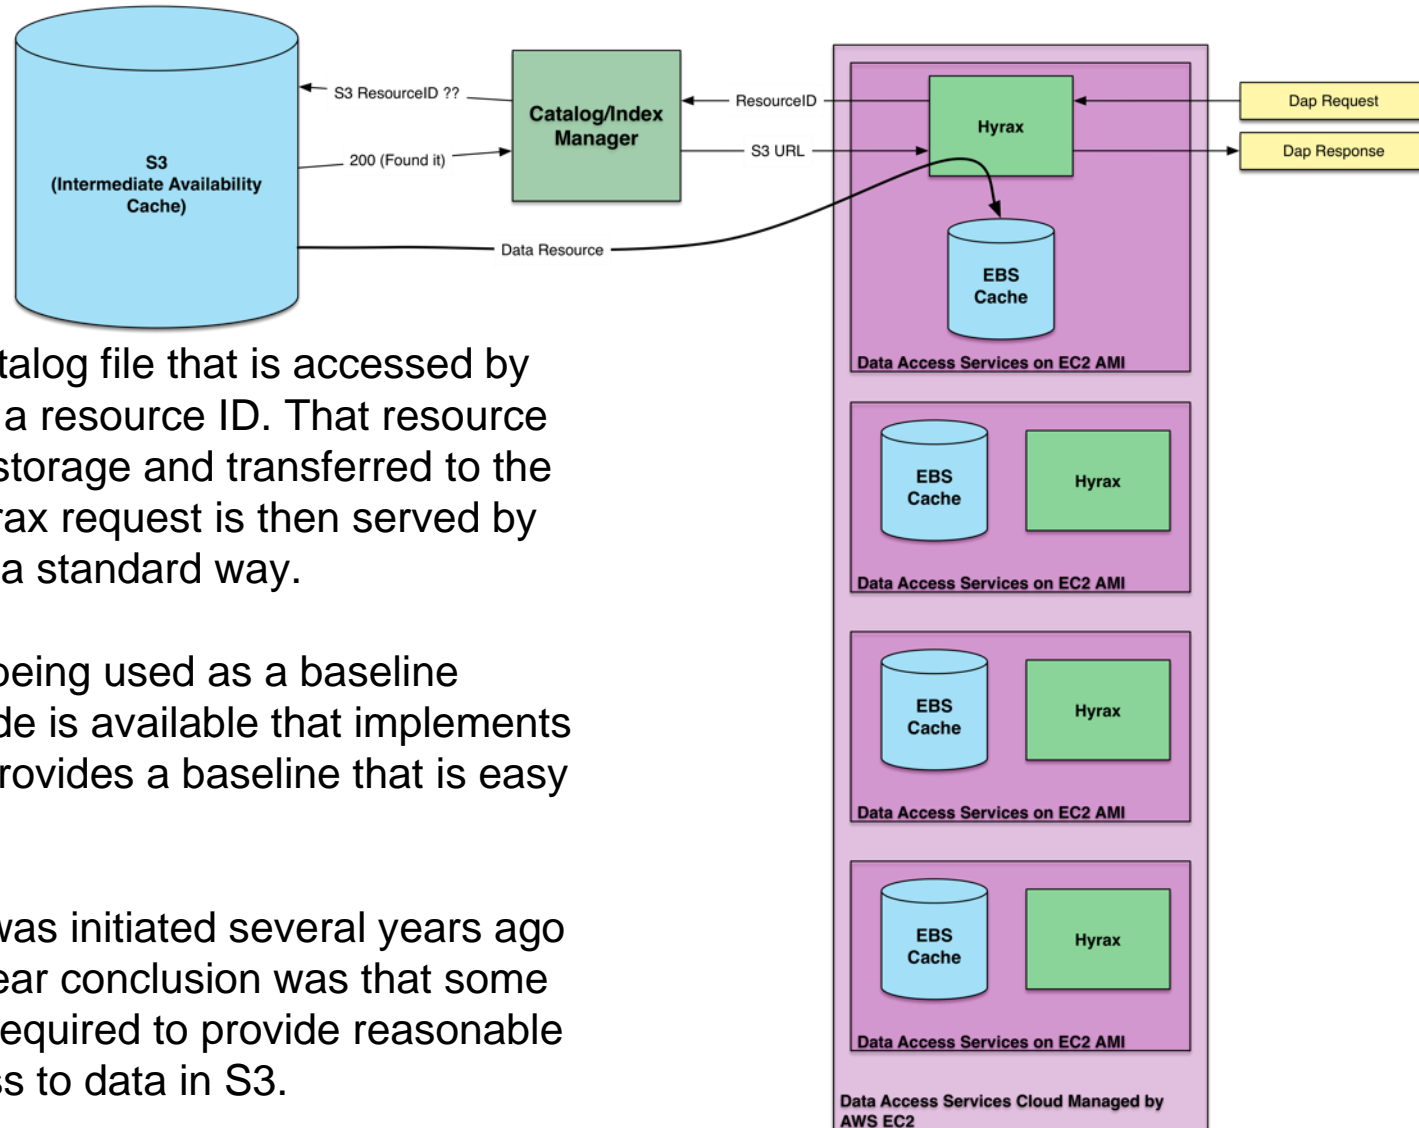 S3 ResourceID ??
200 (Found it)
S3
(Intermediate Availability
Cache)
Catalog/Index
Manager
ResourceID
S3 URL
Data Resource
Hyrax
Dap Request
Dap Response
EBS
Cache
Data Access Services on EC2 AMI
EBS
Cache
Hyrax
Data Access Services on EC2 AMI
EBS
Cache
Hyrax
Data Access Services on EC2 AMI
EBS
Cache
Hyrax
Data Access Services on EC2 AMI
Data Access Services Cloud Managed by
AWS EC2
talog file that is accessed by
a resource ID. That resource
storage and transferred to the
rax request is then served by
a standard way.
being used as a baseline
de is available that implements
rovides a baseline that is easy
was initiated several years ago
ear conclusion was that some
equired to provide reasonable
ss to data in S3.